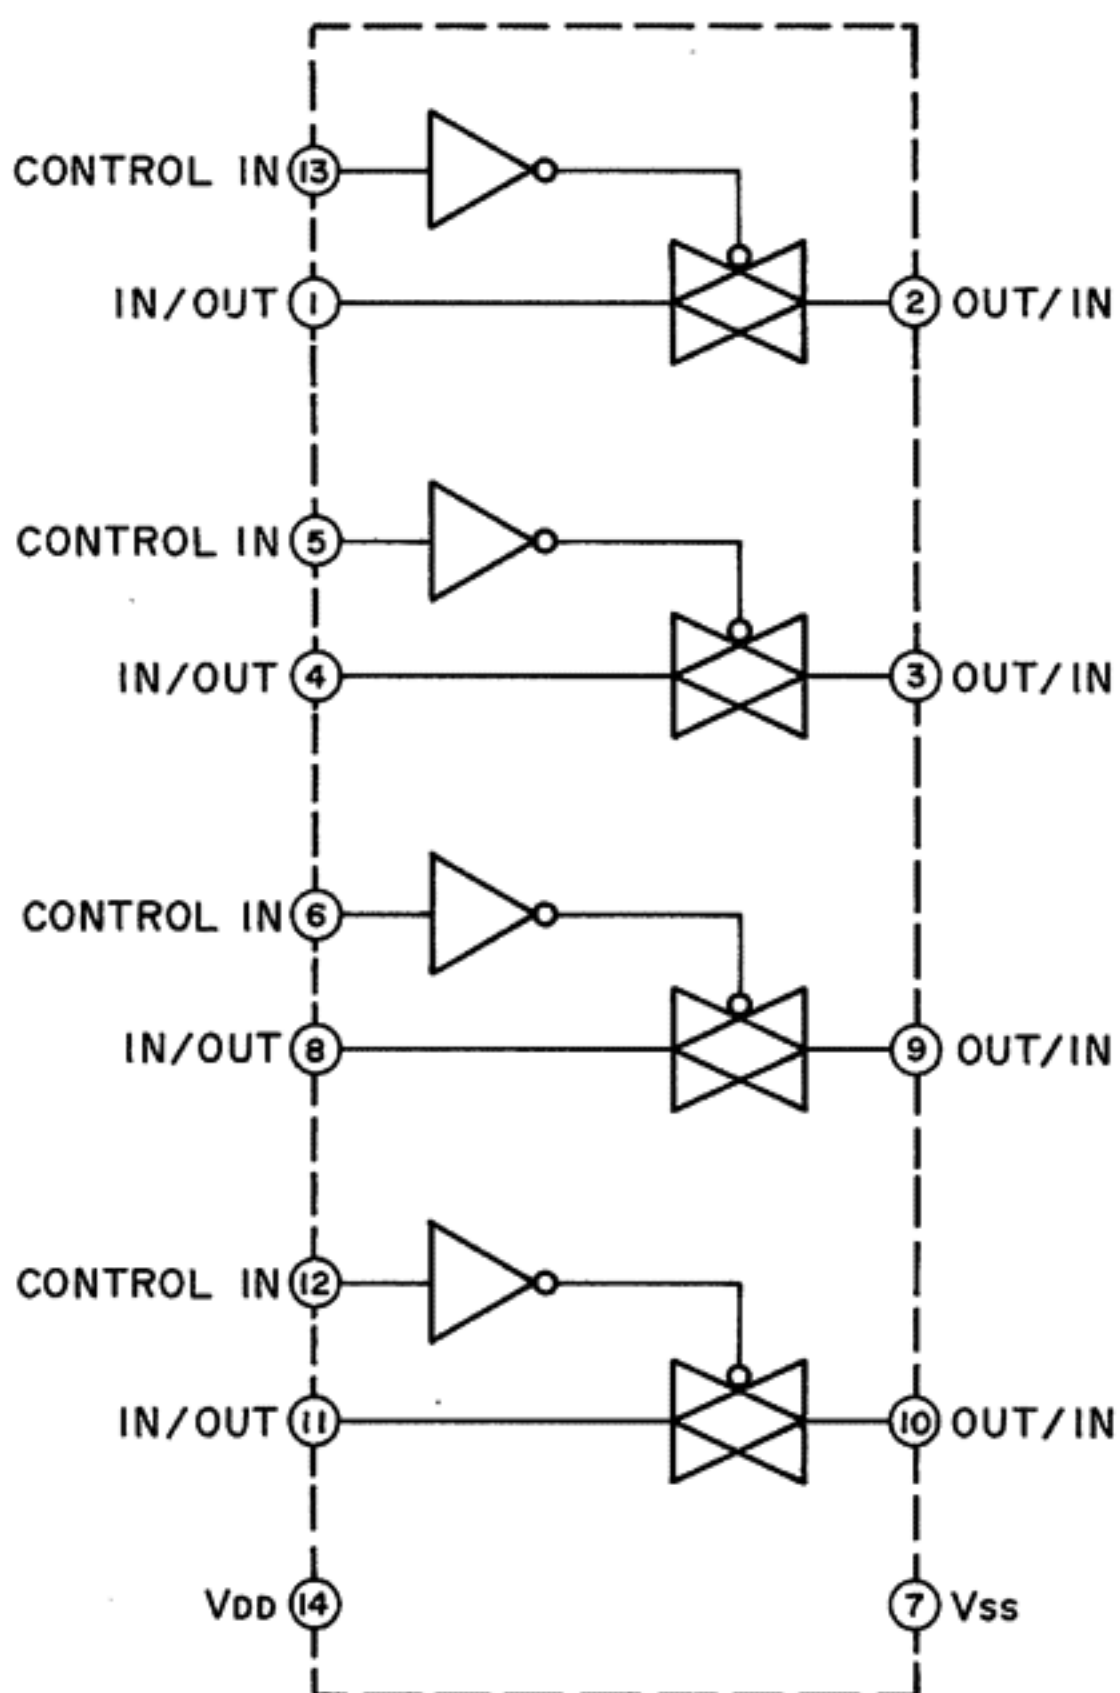 CONTROL IN 13
IN/OUT 1 2 OUT/IN
CONTROL IN 5
IN/OUT 4 3 OUT/IN
CONTROL IN 6
IN/OUT 8 9 OUT/IN
CONTROL IN 12
IN/OUT 11 10 OUT/IN
VDD 14 7 VSS